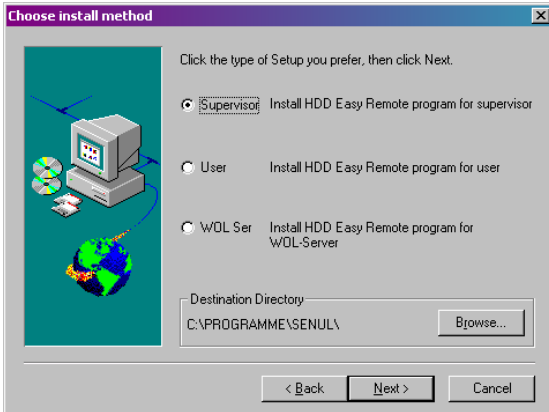 Choose install method
Click the type of Setup you prefer, then click Next.
Supervisor Install HDD Easy Remote program for supervisor
User Install HDD Easy Remote program for user
WOL Ser Install HDD Easy Remote program for
WOL-Server
Destination Directory
C:\PROGRAMME\SENUL\
Browse...
< Back Next > Cancel